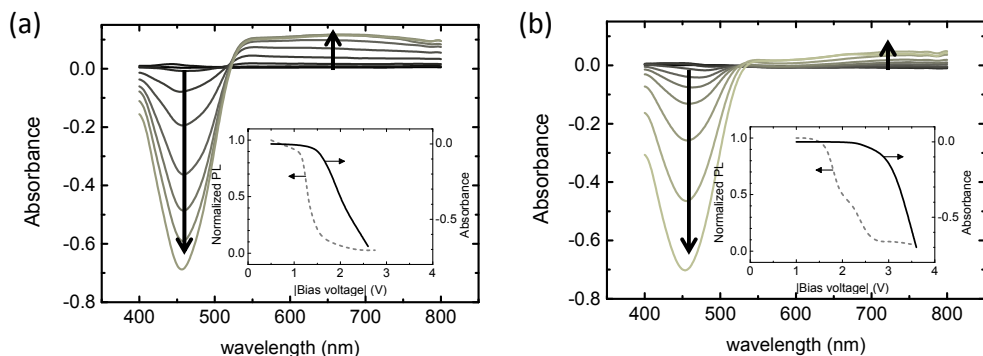 (a)
0.0
-0.2
-0.4
-0.6
-0.8
Absorbance
400 500 600 700 800
wavelength (nm)
1.0
0.5
0.0
Normalized PL
0.0
-0.5
Absorbance
0 1 2 3 4
|Bias voltage| (V)
(b)
0.0
-0.2
-0.4
-0.6
-0.8
Absorbance
400 500 600 700 800
wavelength (nm)
1.0
0.5
0.0
Normalized PL
0.0
-0.5
Absorbance
0 1 2 3 4
|Bias voltage| (V)